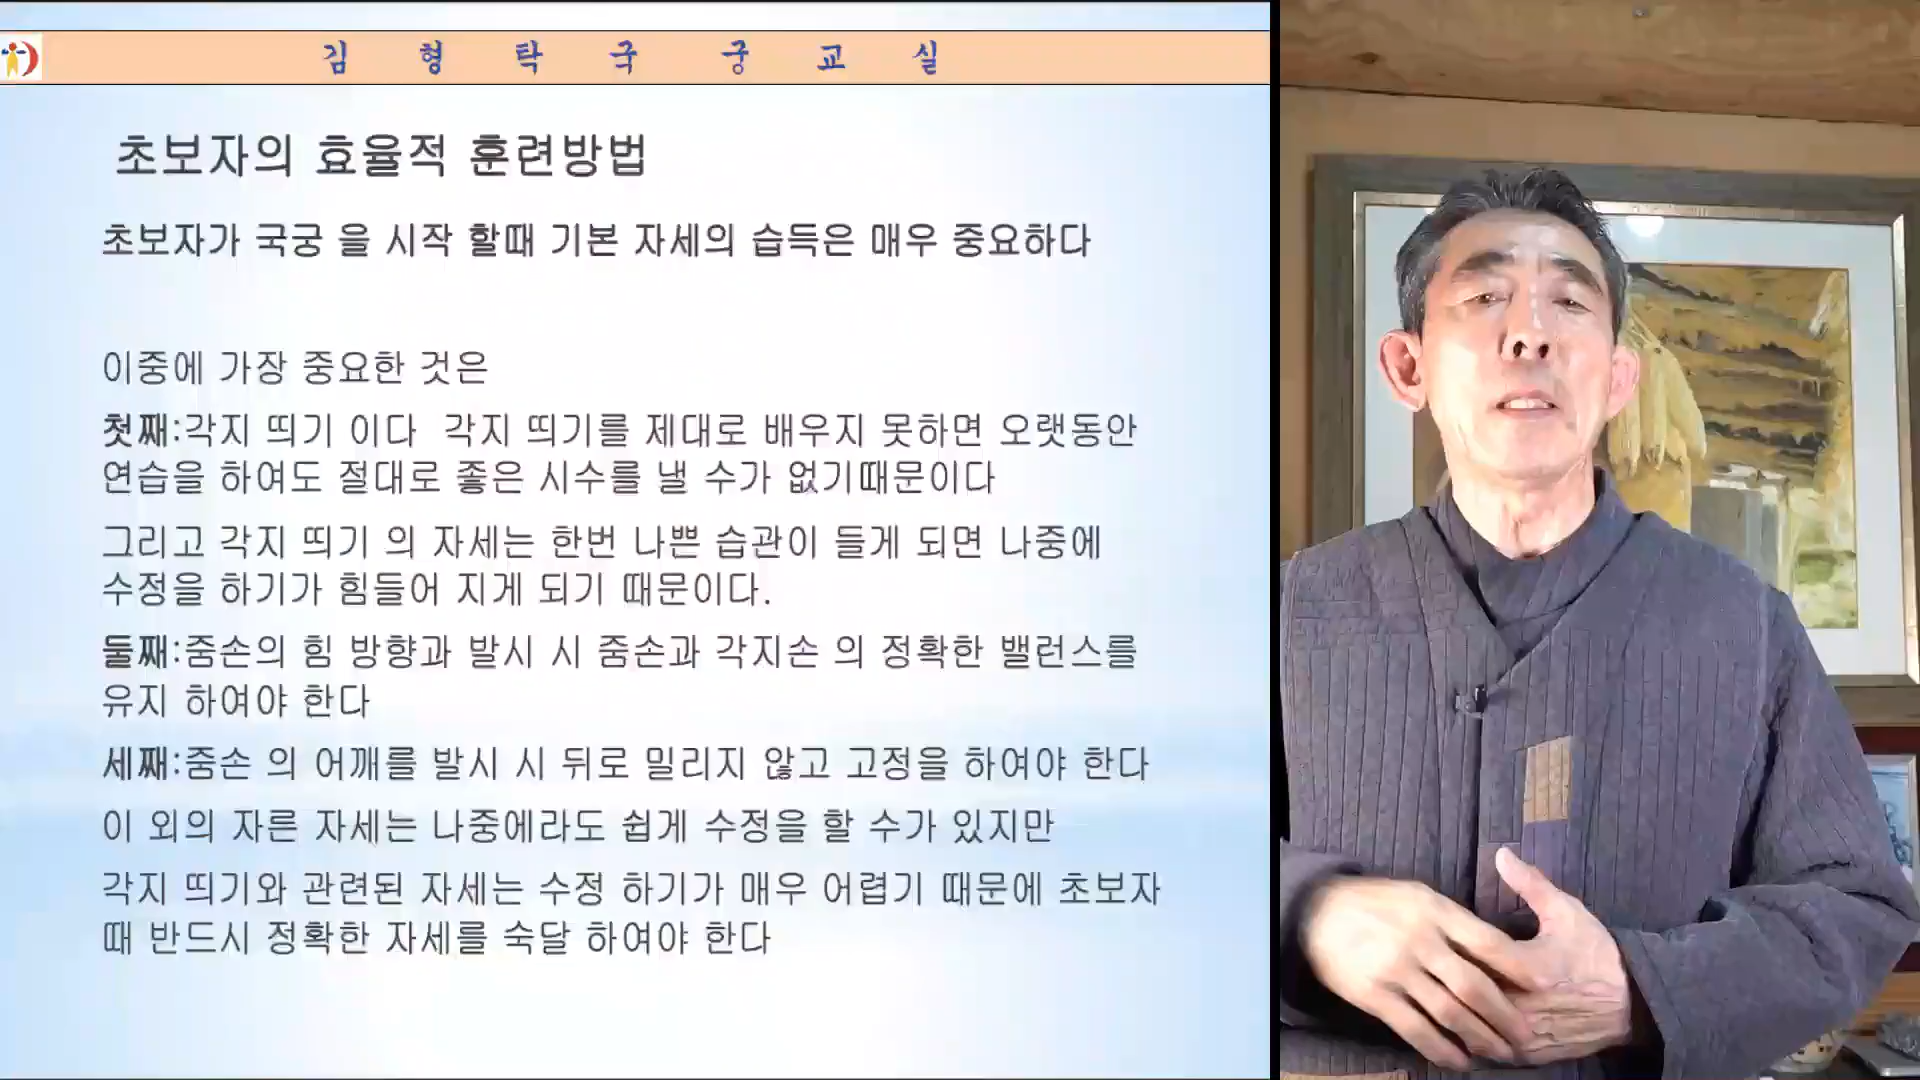 김형탁국궁교실
초보자의 효율적 훈련방법
초보자가 국궁 을 시작 할때 기본 자세의 습득은 매우 중요하다
이중에 가장 중요한 것은
첫째:각지 띄기 이다 각지 띄기를 제대로 배우지 못하면 오랫동안
연습을 하여도 절대로 좋은 시수를 낼 수가 없기때문이다
그리고 각지 띄기 의 자세는 한번 나쁜 습관이 들게 되면 나중에
수정을 하기가 힘들어 지게 되기 때문이다.
둘째:줌손의 힘 방향과 발시 시 줌손과 각지손 의 정확한 밸런스를
유지 하여야 한다
세째:줌손 의 어깨를 발시 시 뒤로 밀리지 않고 고정을 하여야 한다
이 외의 자른 자세는 나중에라도 쉽게 수정을 할 수가 있지만
각지 띄기와 관련된 자세는 수정 하기가 매우 어렵기 때문에 초보자
때 반드시 정확한 자세를 숙달 하여야 한다